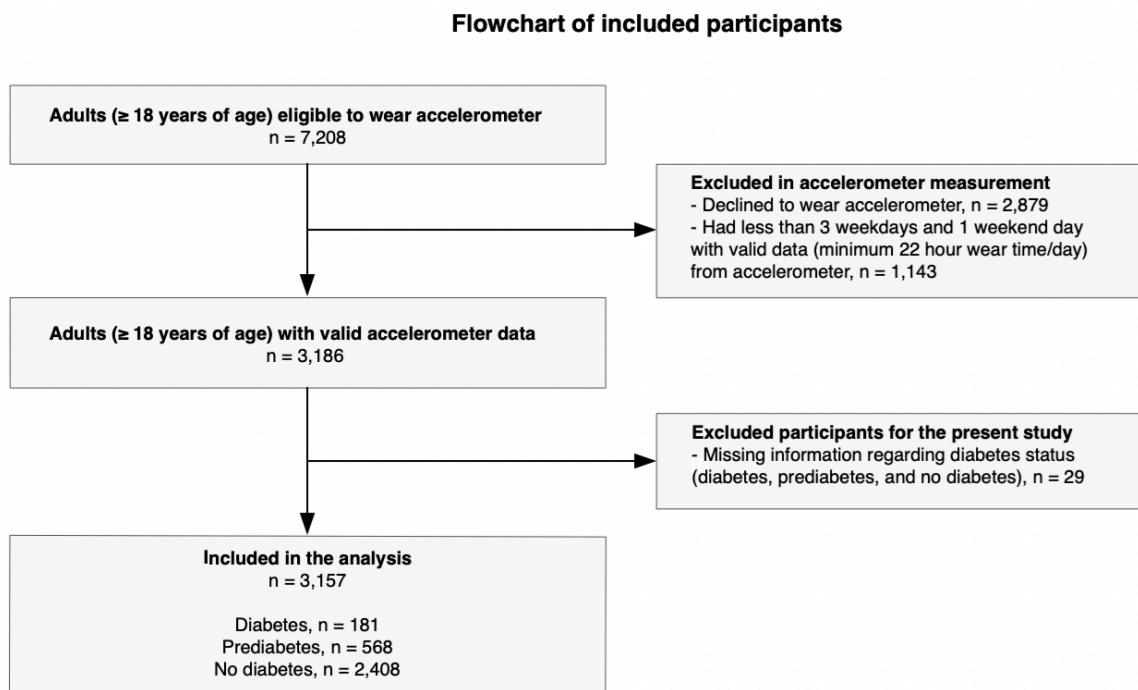 Flowchart of included participants
Adults (≥ 18 years of age) eligible to wear accelerometer
n = 7,208
Excluded in accelerometer measurement
- Declined to wear accelerometer, n = 2,879
- Had less than 3 weekdays and 1 weekend day
with valid data (minimum 22 hour wear time/day)
from accelerometer, n = 1,143
Adults (≥ 18 years of age) with valid accelerometer data
n = 3,186
Excluded participants for the present study
- Missing information regarding diabetes status
(diabetes, prediabetes, and no diabetes), n = 29
Included in the analysis
n = 3,157
Diabetes, n = 181
Prediabetes, n = 568
No diabetes, n = 2,408